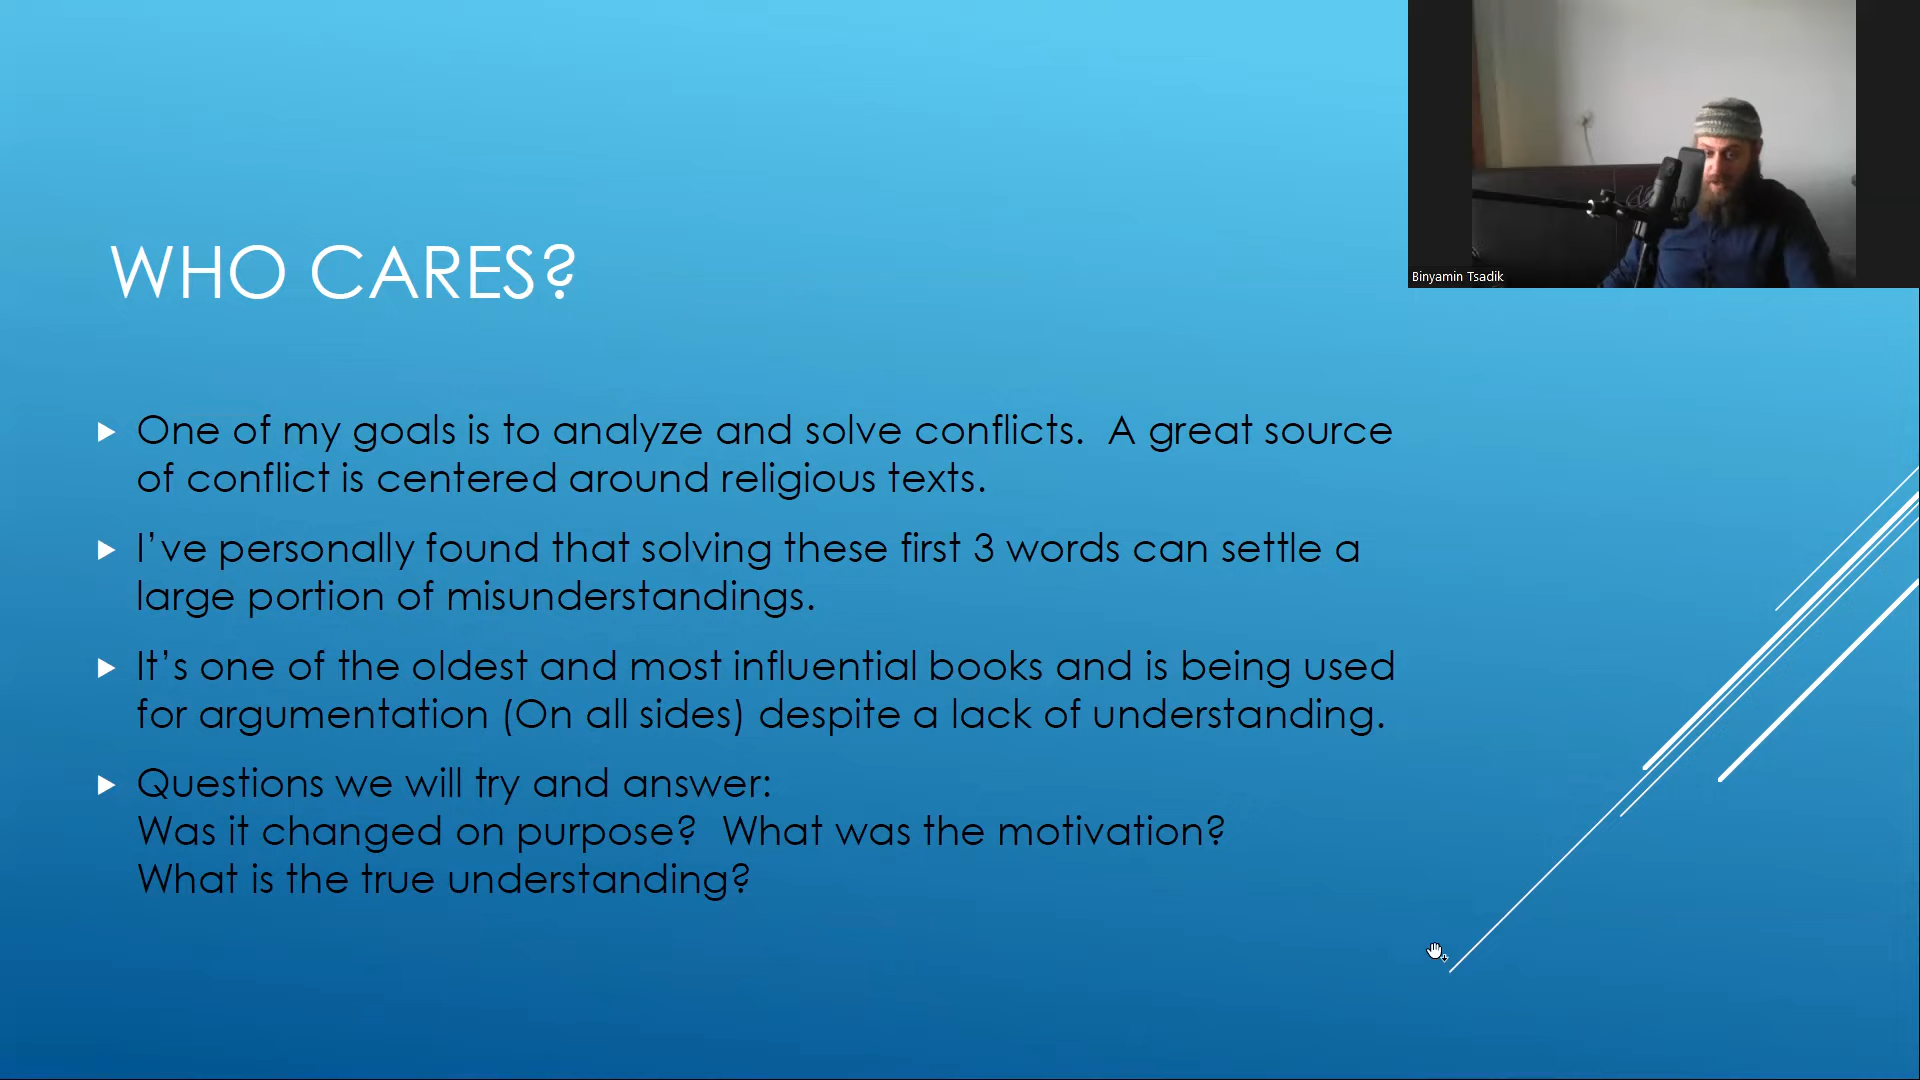 WHO CARES?
One of my goals is to analyze and solve conflicts.  A great source
of conflict is centered around religious texts.
I’ve personally found that solving these first 3 words can settle a
large portion of misunderstandings.
It’s one of the oldest and most influential books and is being used
for argumentation (On all sides) despite a lack of understanding.
Questions we will try and answer:
Was it changed on purpose?  What was the motivation?
What is the true understanding?
Binyamin Tsadik